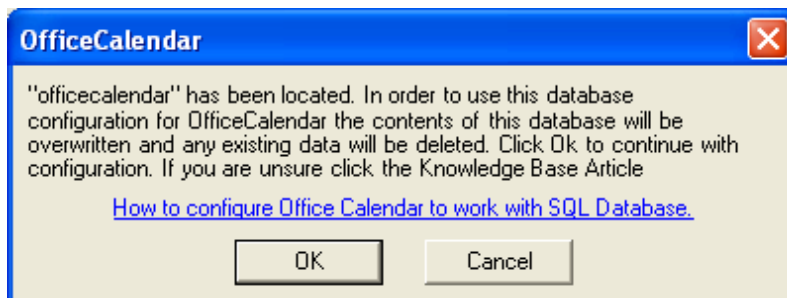 OfficeCalendar
"officecalendar" has been located. In order to use this database
configuration for OfficeCalendar the contents of this database will be
overwritten and any existing data will be deleted. Click Ok to continue with
configuration. If you are unsure click the Knowledge Base Article
How to configure Office Calendar to work with SQL Database.
OK Cancel